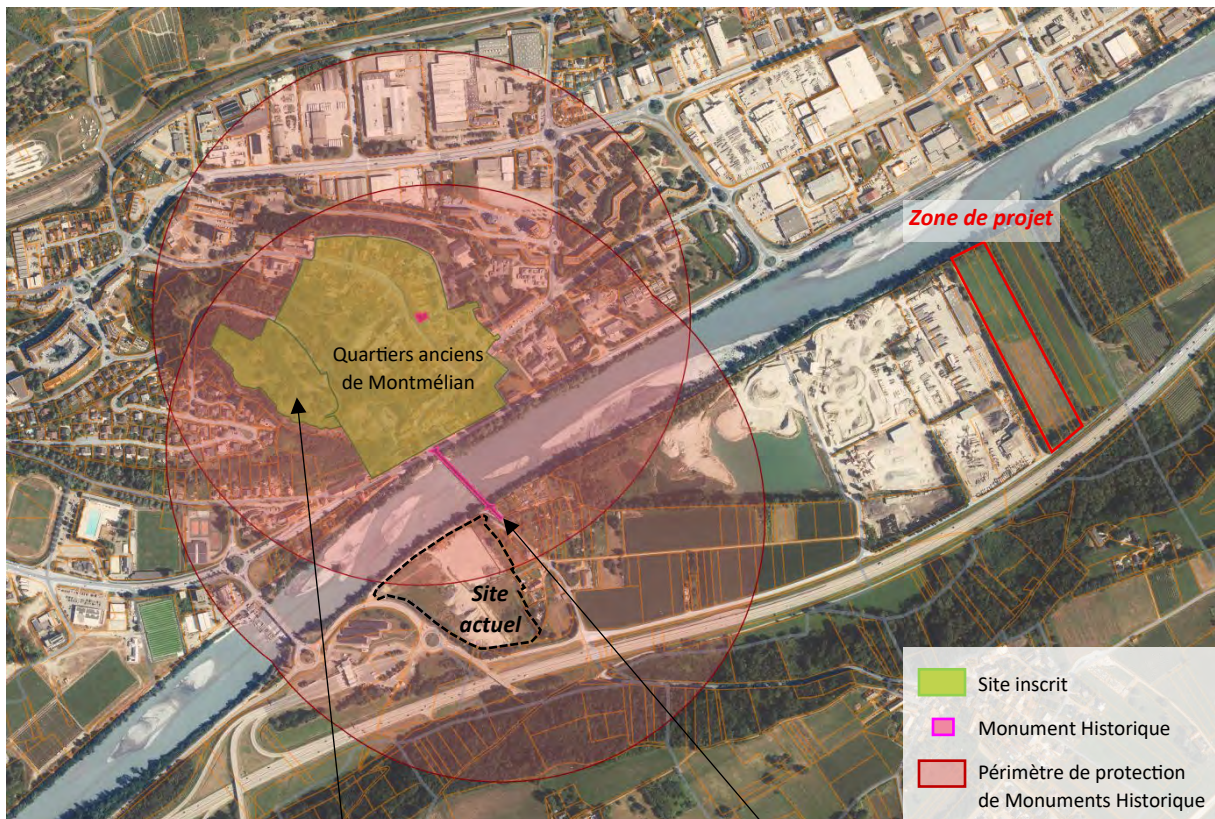 Zone de projet
Quartiers anciens
de Montmélian
Site
actuel
Site inscrit
Monument Historique
Périmètre de protection
de Monuments Historique